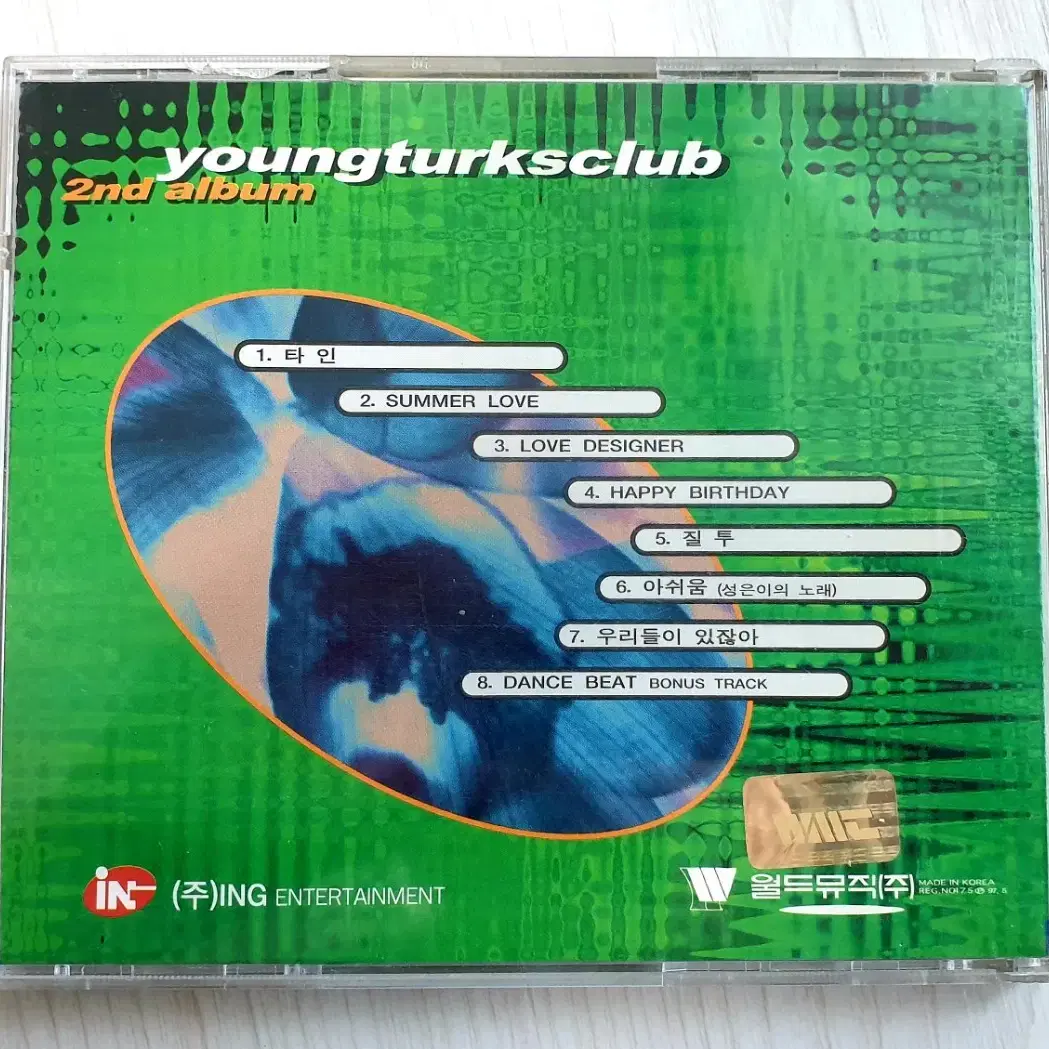 youngturksclub
2nd album
1. 타 인
2. SUMMER LOVE
3. LOVE DESIGNER
4. HAPPY BIRTHDAY
5. 질 투
6. 아쉬움 (성은이의 노래)
7. 우리들이 있잖아
8. DANCE BEAT BONUS TRACK
iNG (주)ING ENTERTAINMENT
W 월드뮤직(주)
MADE IN KOREA